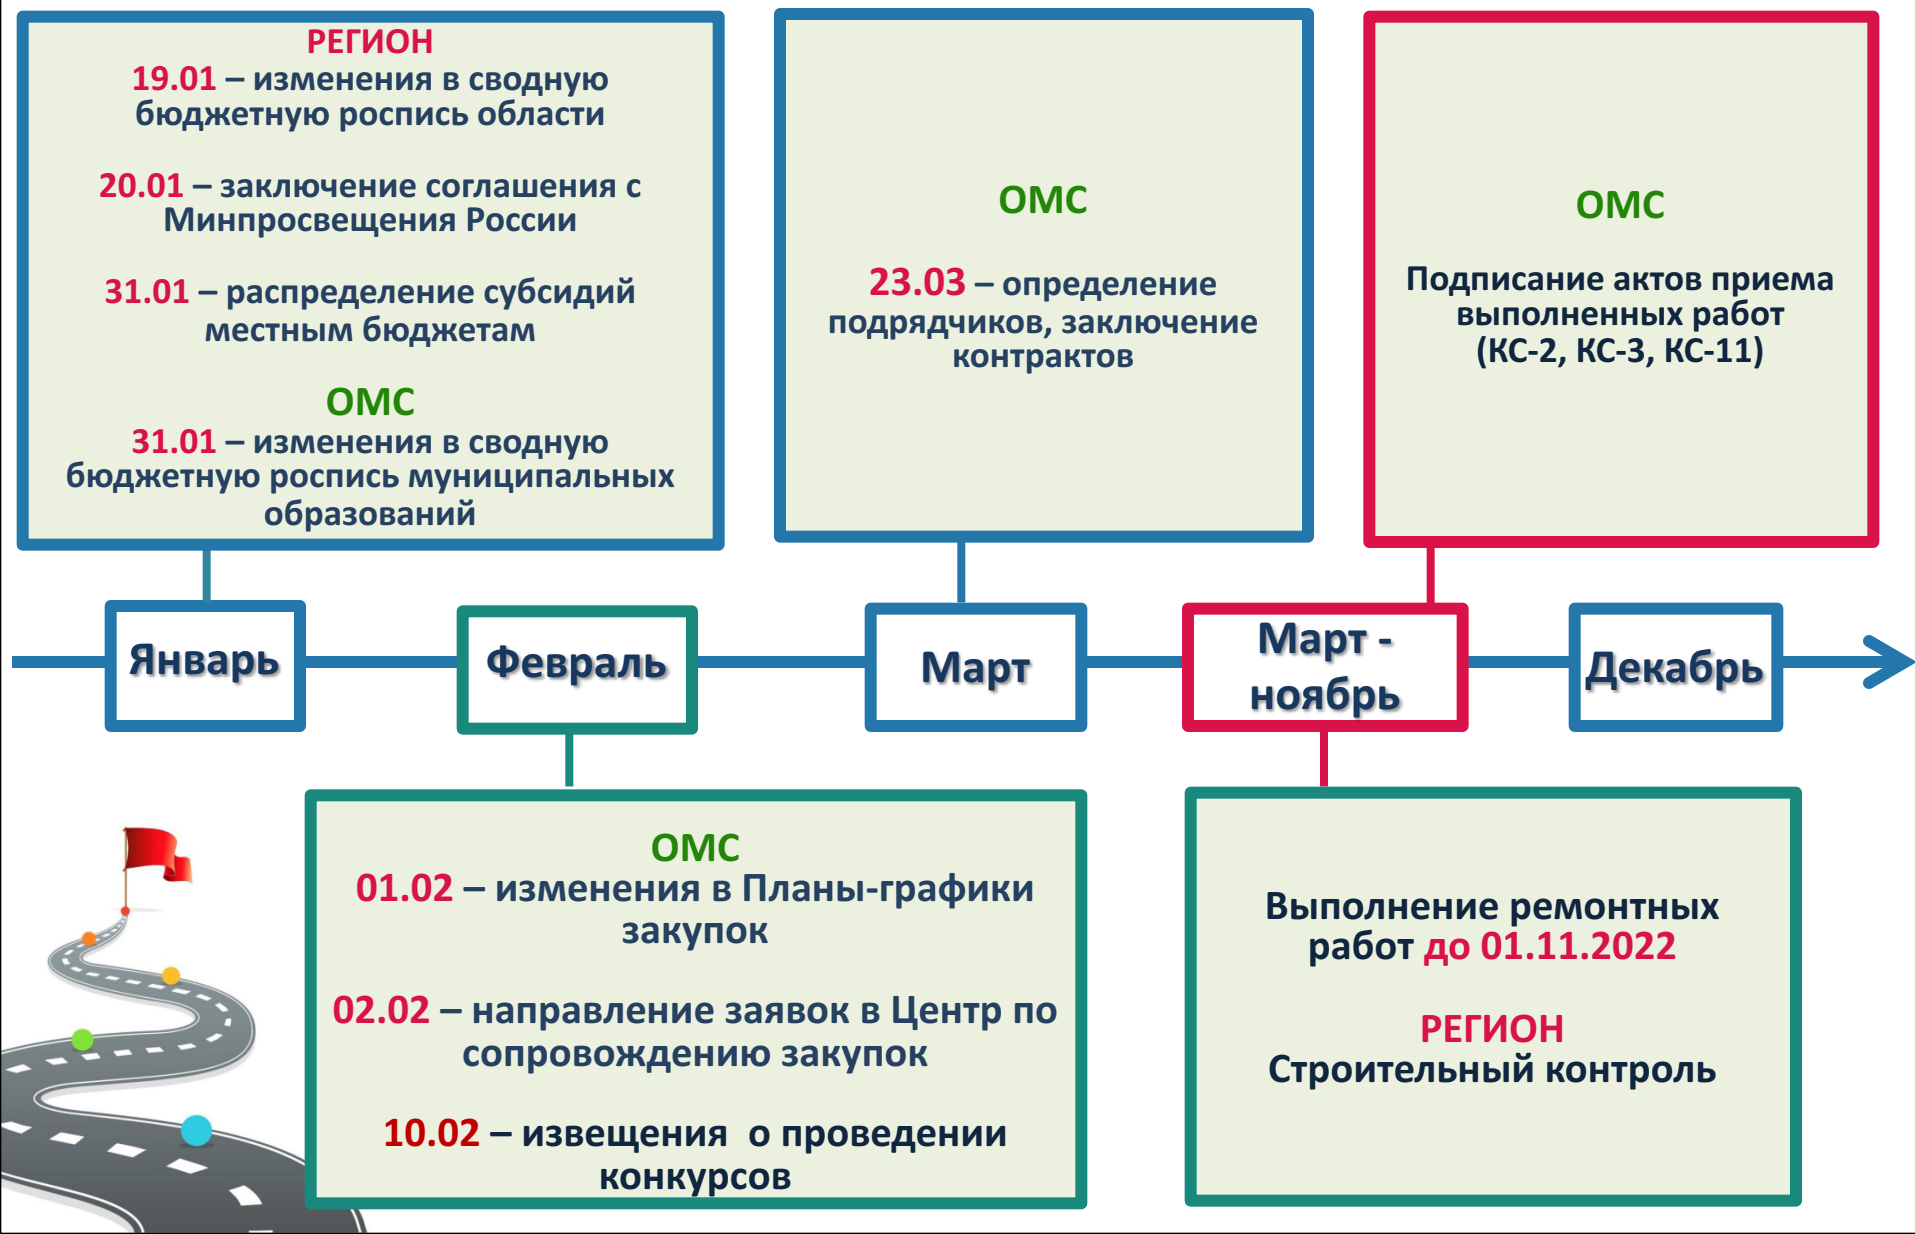 РЕГИОН
19.01 – изменения в сводную
бюджетную роспись области
20.01 – заключение соглашения с
Минпросвещения России
31.01 – распределение субсидий
местным бюджетам
ОМС
31.01 – изменения в сводную
бюджетную роспись муниципальных
образований
ОМС
23.03 – определение
подрядчиков, заключение
контрактов
ОМС
Подписание актов приема
выполненных работ
(КС-2, КС-3, КС-11)
Январь
Февраль
Март
Март -
ноябрь
Декабрь
ОМС
01.02 – изменения в Планы-графики
закупок
02.02 – направление заявок в Центр по
сопровождению закупок
10.02 – извещения о проведении
конкурсов
Выполнение ремонтных
работ до 01.11.2022
РЕГИОН
Строительный контроль